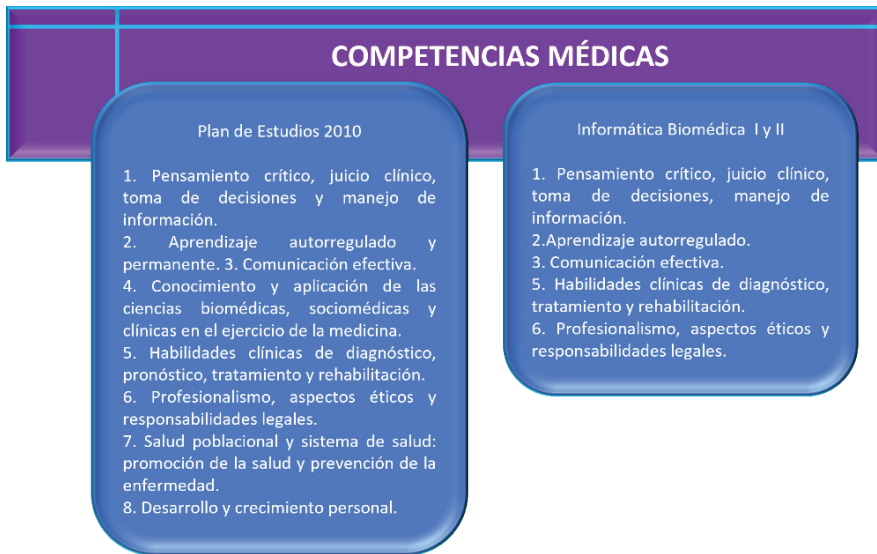 COMPETENCIAS MÉDICAS
Plan de Estudios 2010
1. Pensamiento crítico, juicio clínico,
toma de decisiones y manejo de
información.
2. Aprendizaje autorregulado y
permanente. 3. Comunicación efectiva.
4. Conocimiento y aplicación de las
ciencias biomédicas, sociomédicas y
clínicas en el ejercicio de la medicina.
5. Habilidades clínicas de diagnóstico,
pronóstico, tratamiento y rehabilitación.
6. Profesionalismo, aspectos éticos y
responsabilidades legales.
7. Salud poblacional y sistema de salud:
promoción de la salud y prevención de la
enfermedad.
8. Desarrollo y crecimiento personal.
Informática Biomédica I y II
1. Pensamiento crítico, juicio clínico,
toma de decisiones, manejo de
información.
2.Aprendizaje autorregulado.
3. Comunicación efectiva.
5. Habilidades clínicas de diagnóstico,
tratamiento y rehabilitación.
6. Profesionalismo, aspectos éticos y
responsabilidades legales.